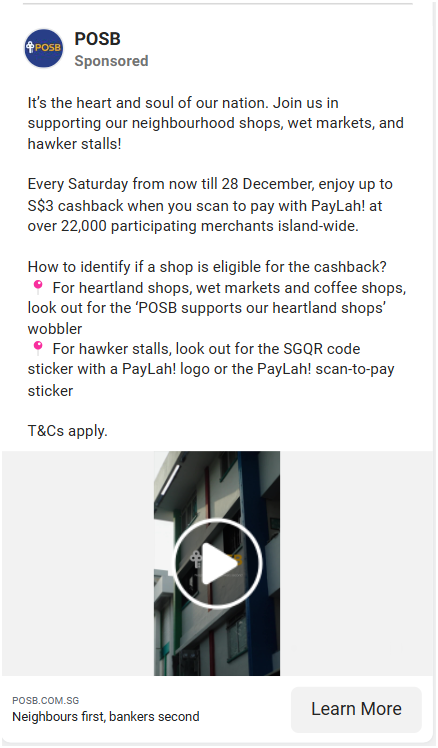 POSB
POSB
Sponsored
It's the heart and soul of our nation. Join us in
supporting our neighbourhood shops, wet markets, and
hawker stalls!
Every Saturday from now till 28 December, enjoy up to
S$3 cashback when you scan to pay with PayLah! at
over 22,000 participating merchants island-wide.
How to identify if a shop is eligible for the cashback?
📍 For heartland shops, wet markets and coffee shops,
look out for the ‘POSB supports our heartland shops’
wobbler
📍 For hawker stalls, look out for the SGQR code
sticker with a PayLah! logo or the PayLah! scan-to-pay
sticker
T&Cs apply.
POSB.COM.SG
Neighbours first, bankers second
Learn More